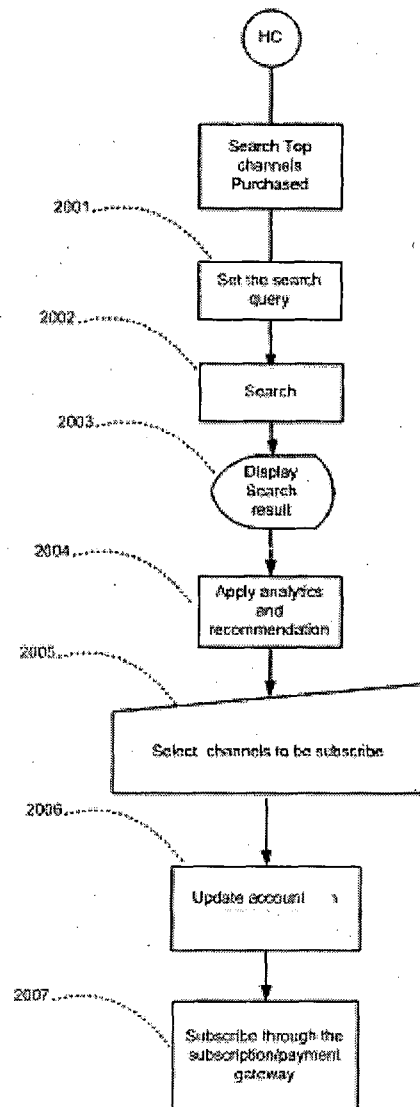 HC
Search Top
channels
Purchased
2001
Set the search
query
2002
Search
2003
Display
Search
result
2004
Apply analytics
and
recommendation
2005
Select channels to be subscribe
2006
Update account
2007
Subscribe through the
subscription/payment
gateway